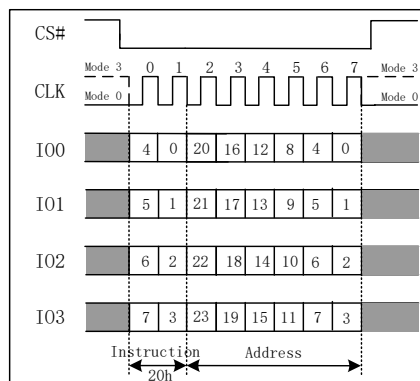 CS#
Mode 3 0 1 2 3 4 5 6 7 Mode 3
CLK
Mode 0 Mode 0
IO0 4 0 20 16 12 8 4 0
IO1 5 1 21 17 13 9 5 1
IO2 6 2 22 18 14 10 6 2
IO3 7 3 23 19 15 11 7 3
Instruction Address
20h